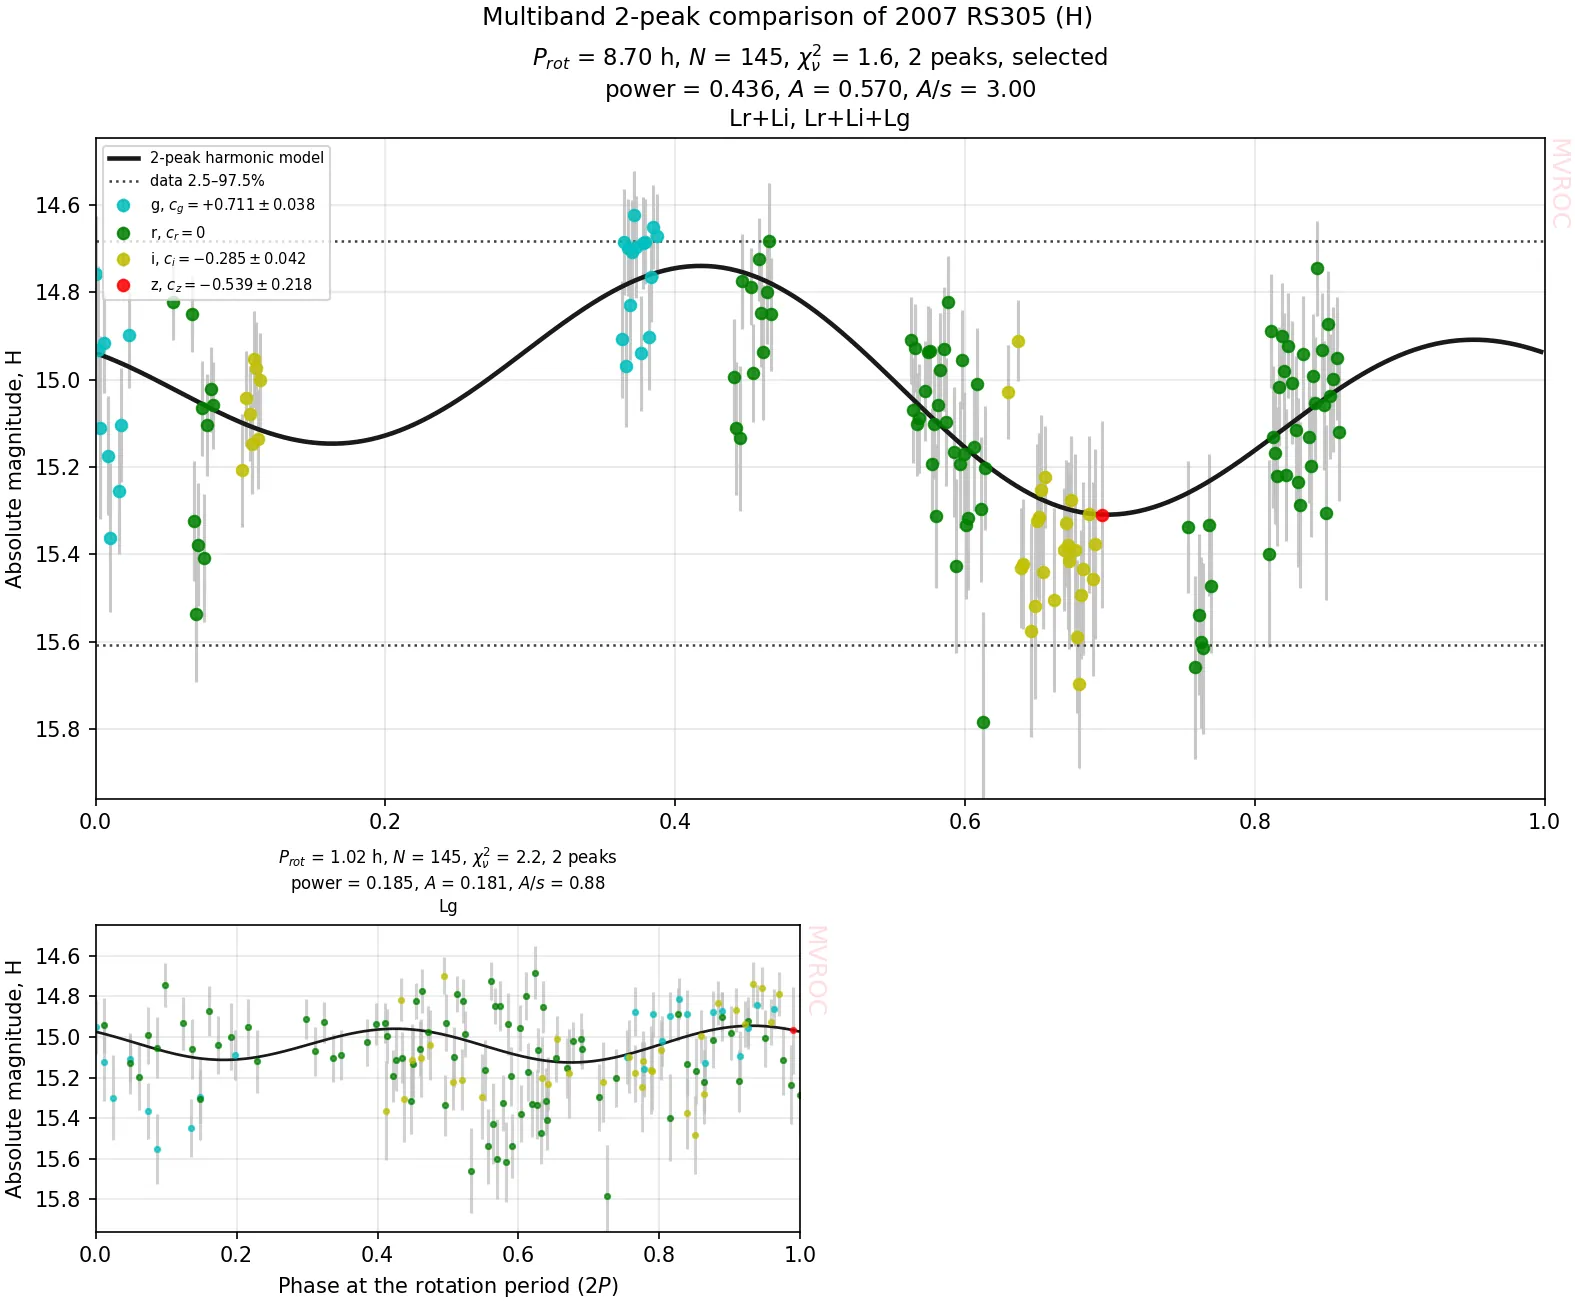 Multiband 2-peak comparison of 2007 RS305 (H)
P_rot = 8.70 h, N = 145, χ²_ν = 1.6, 2 peaks, selected
power = 0.436, A = 0.570, A/s = 3.00
Lr+Li, Lr+Li+Lg
2-peak harmonic model
data 2.5–97.5%
g, c_g = +0.711 ± 0.038
r, c_r = 0
i, c_i = −0.285 ± 0.042
z, c_z = −0.539 ± 0.218
Absolute magnitude, H
14.6
14.8
15.0
15.2
15.4
15.6
15.8
0.0 0.2 0.4 0.6 0.8 1.0
MVROC
P_rot = 1.02 h, N = 145, χ²_ν = 2.2, 2 peaks
power = 0.185, A = 0.181, A/s = 0.88
Lg
Absolute magnitude, H
14.6
14.8
15.0
15.2
15.4
15.6
15.8
0.0 0.2 0.4 0.6 0.8 1.0
Phase at the rotation period (2P)
MVROC